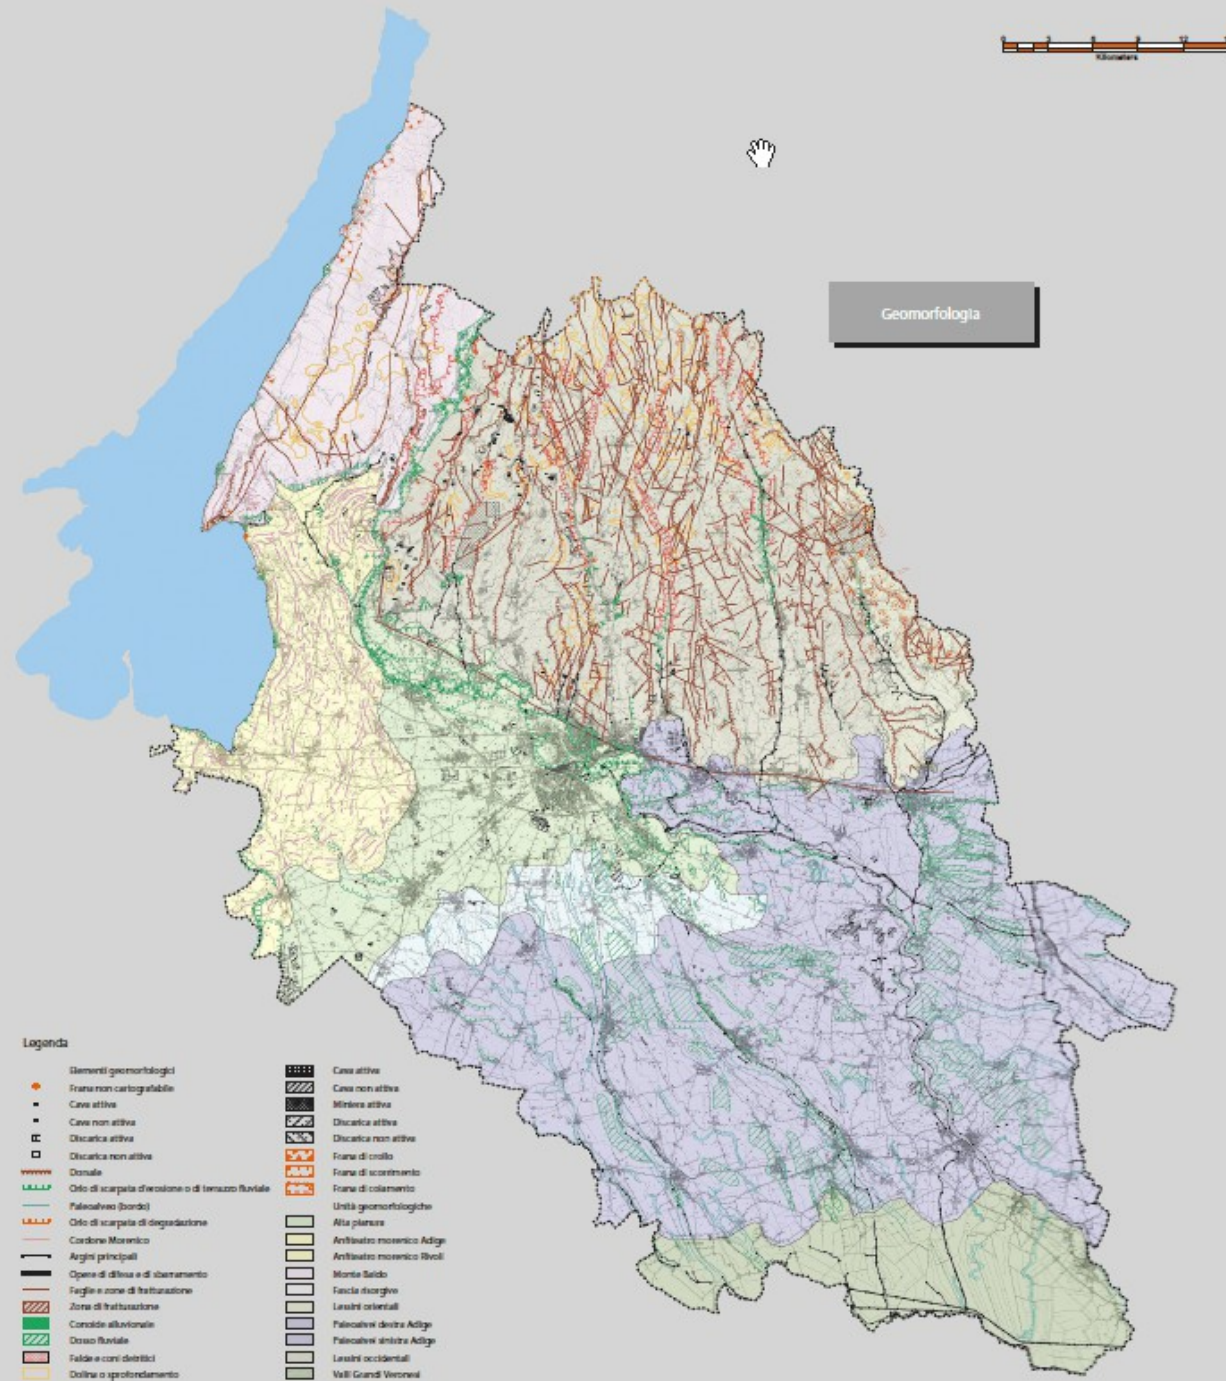 0 3 6 9 12
Kilometers
Geomorfologia
Legenda
Elementi geomorfologici
Frana non cartografabile
Cava attiva
Cava non attiva
Discarica attiva
Discarica non attiva
Dorsale
Orlo di scarpata d'erosione o di terrazzo fluviale
Paleoalveo (bordo)
Orlo di scarpata di degradazione
Cordone Morenico
Argini principali
Opere di difesa e di sbarramento
Faglie e zone di fratturazione
Zona di fratturazione
Conoide alluvionale
Dosso fluviale
Falde e coni detritici
Dolina o sprofondamento
Cava attiva
Cava non attiva
Miniera attiva
Discarica attiva
Discarica non attiva
Frana di crollo
Frana di scorrimento
Frana di colamento
Unità geomorfologiche
Alta pianura
Anfiteatro morenico Adige
Anfiteatro morenico Rivoli
Monte Baldo
Fascia risorgive
Lessini orientali
Paleoalvei destra Adige
Paleoalvei sinistra Adige
Lessini occidentali
Valli Grandi Veronesi